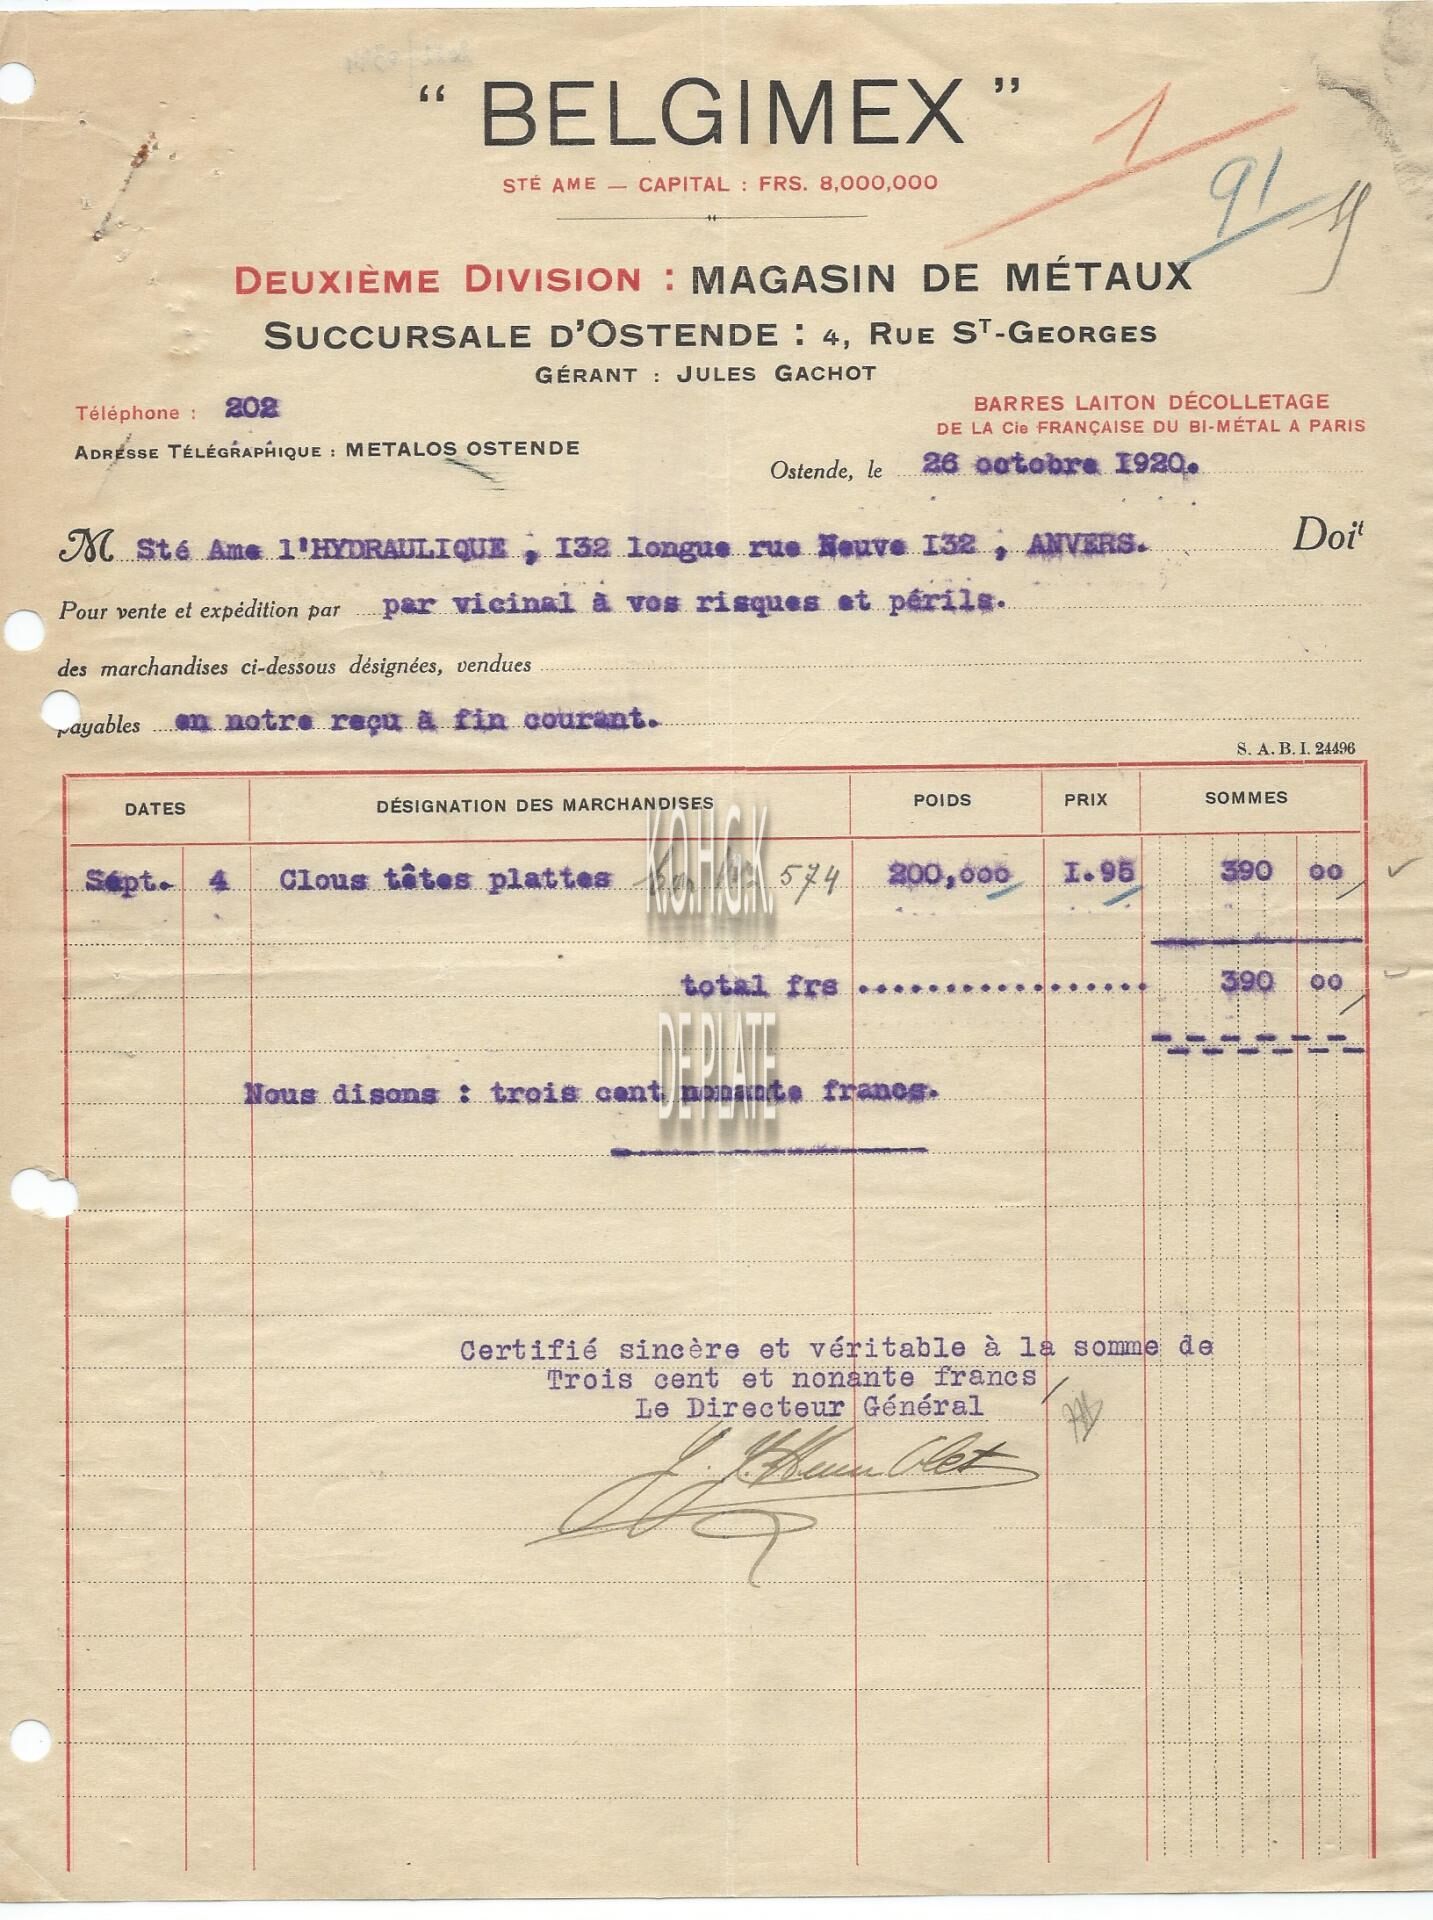 “ BELGIMEX ”
STÉ AME — CAPITAL : FRS. 8,000,000
1
91
DEUXIÈME DIVISION : MAGASIN DE MÉTAUX
SUCCURSALE D'OSTENDE : 4, RUE ST-GEORGES
GÉRANT : JULES GACHOT
Téléphone : 202
BARRES LAITON DÉCOLLETAGE
DE LA Cie FRANÇAISE DU BI-MÉTAL A PARIS
ADRESSE TÉLÉGRAPHIQUE : METALOS OSTENDE
Ostende, le 26 octobre 1920.
M Sté Ame l'HYDRAULIQUE , I32 longue rue Neuve I32 , ANVERS. Doit
Pour vente et expédition par par vicinal à vos risques et périls.
des marchandises ci-dessous désignées, vendues
payables en notre reçu à fin courant.
S. A. B. I. 24496
DATES DÉSIGNATION DES MARCHANDISES POIDS PRIX SOMMES
Sept. 4 Clous têtes plattes 574 200,000 I.95 390 00
total frs ................. 390 00
Nous disons : trois cent nonante francs.
K.O.H.G.K.
DE PLATE
Certifié sincère et véritable à la somme de
Trois cent et nonante francs
Le Directeur Général